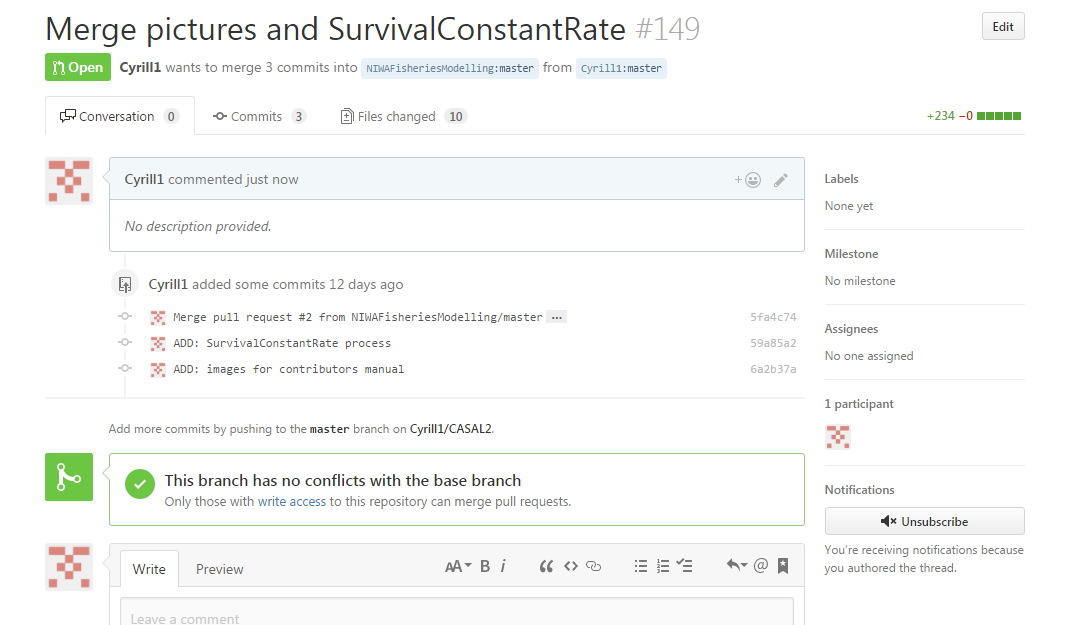 Merge pictures and SurvivalConstantRate #149
Edit
Open Cyrill1 wants to merge 3 commits into NIWAFisheriesModelling:master from Cyrill1:master
Conversation 0 Commits 3 Files changed 10 +234 −0
Cyrill1 commented just now
No description provided.
Cyrill1 added some commits 12 days ago
Merge pull request #2 from NIWAFisheriesModelling/master … 5fa4c74
ADD: SurvivalConstantRate process 59a85a2
ADD: images for contributors manual 6a2b37a
Add more commits by pushing to the master branch on Cyrill1/CASAL2.
This branch has no conflicts with the base branch
Only those with write access to this repository can merge pull requests.
Write Preview AA B i
Leave a comment
Labels
None yet
Milestone
No milestone
Assignees
No one assigned
1 participant
Notifications
Unsubscribe
You're receiving notifications because
you authored the thread.